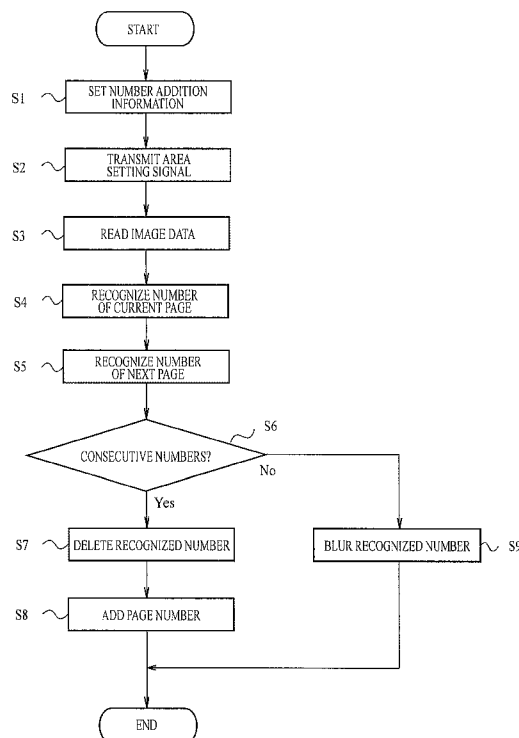 START
S1
SET NUMBER ADDITION
INFORMATION
S2
TRANSMIT AREA
SETTING SIGNAL
S3
READ IMAGE DATA
S4
RECOGNIZE NUMBER
OF CURRENT PAGE
S5
RECOGNIZE NUMBER
OF NEXT PAGE
S6
CONSECUTIVE NUMBERS?
No
Yes
S7
DELETE RECOGNIZED NUMBER
BLUR RECOGNIZED NUMBER
S9
S8
ADD PAGE NUMBER
END